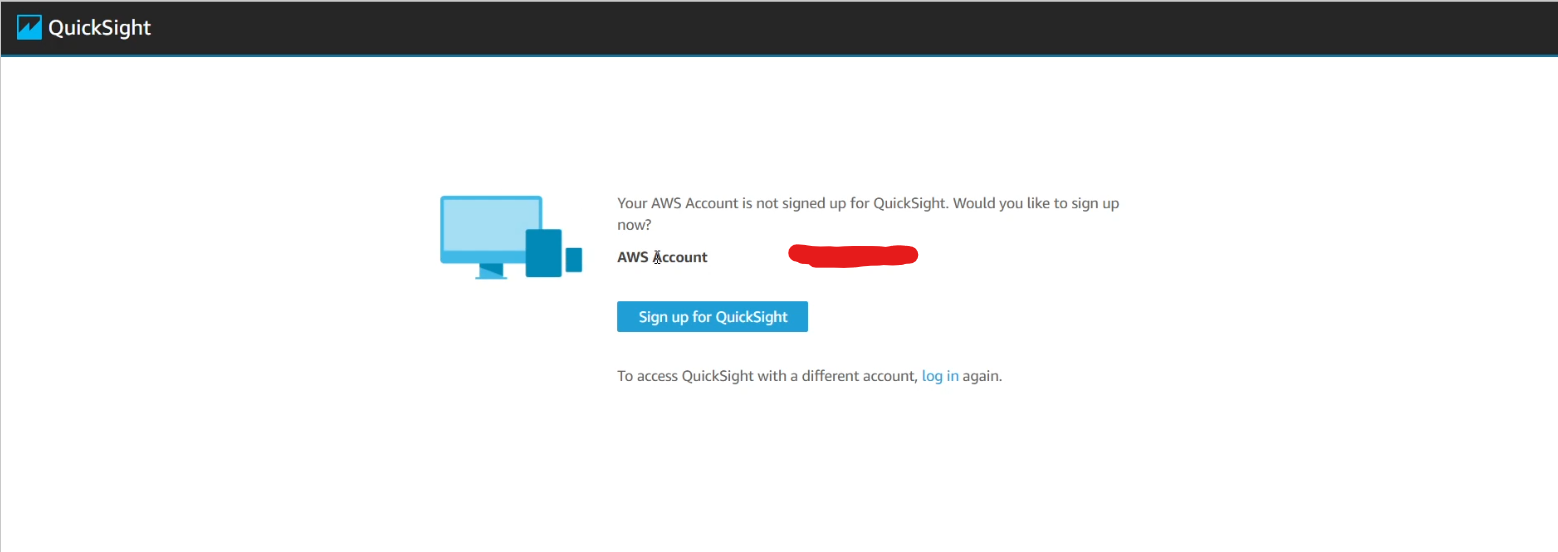 QuickSight
Your AWS Account is not signed up for QuickSight. Would you like to sign up
now?
AWS Account
Sign up for QuickSight
To access QuickSight with a different account, log in again.